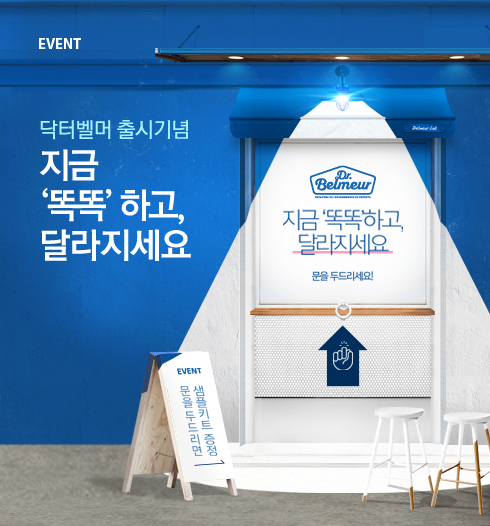 EVENT
닥터벨머 출시기념
지금
‘똑똑’ 하고,
달라지세요
Belmeur Lab
Dr.
Belmeur
지금 ‘똑똑’하고,
달라지세요
문을 두드리세요!
EVENT
문을 두드리면
샘플키트 증정